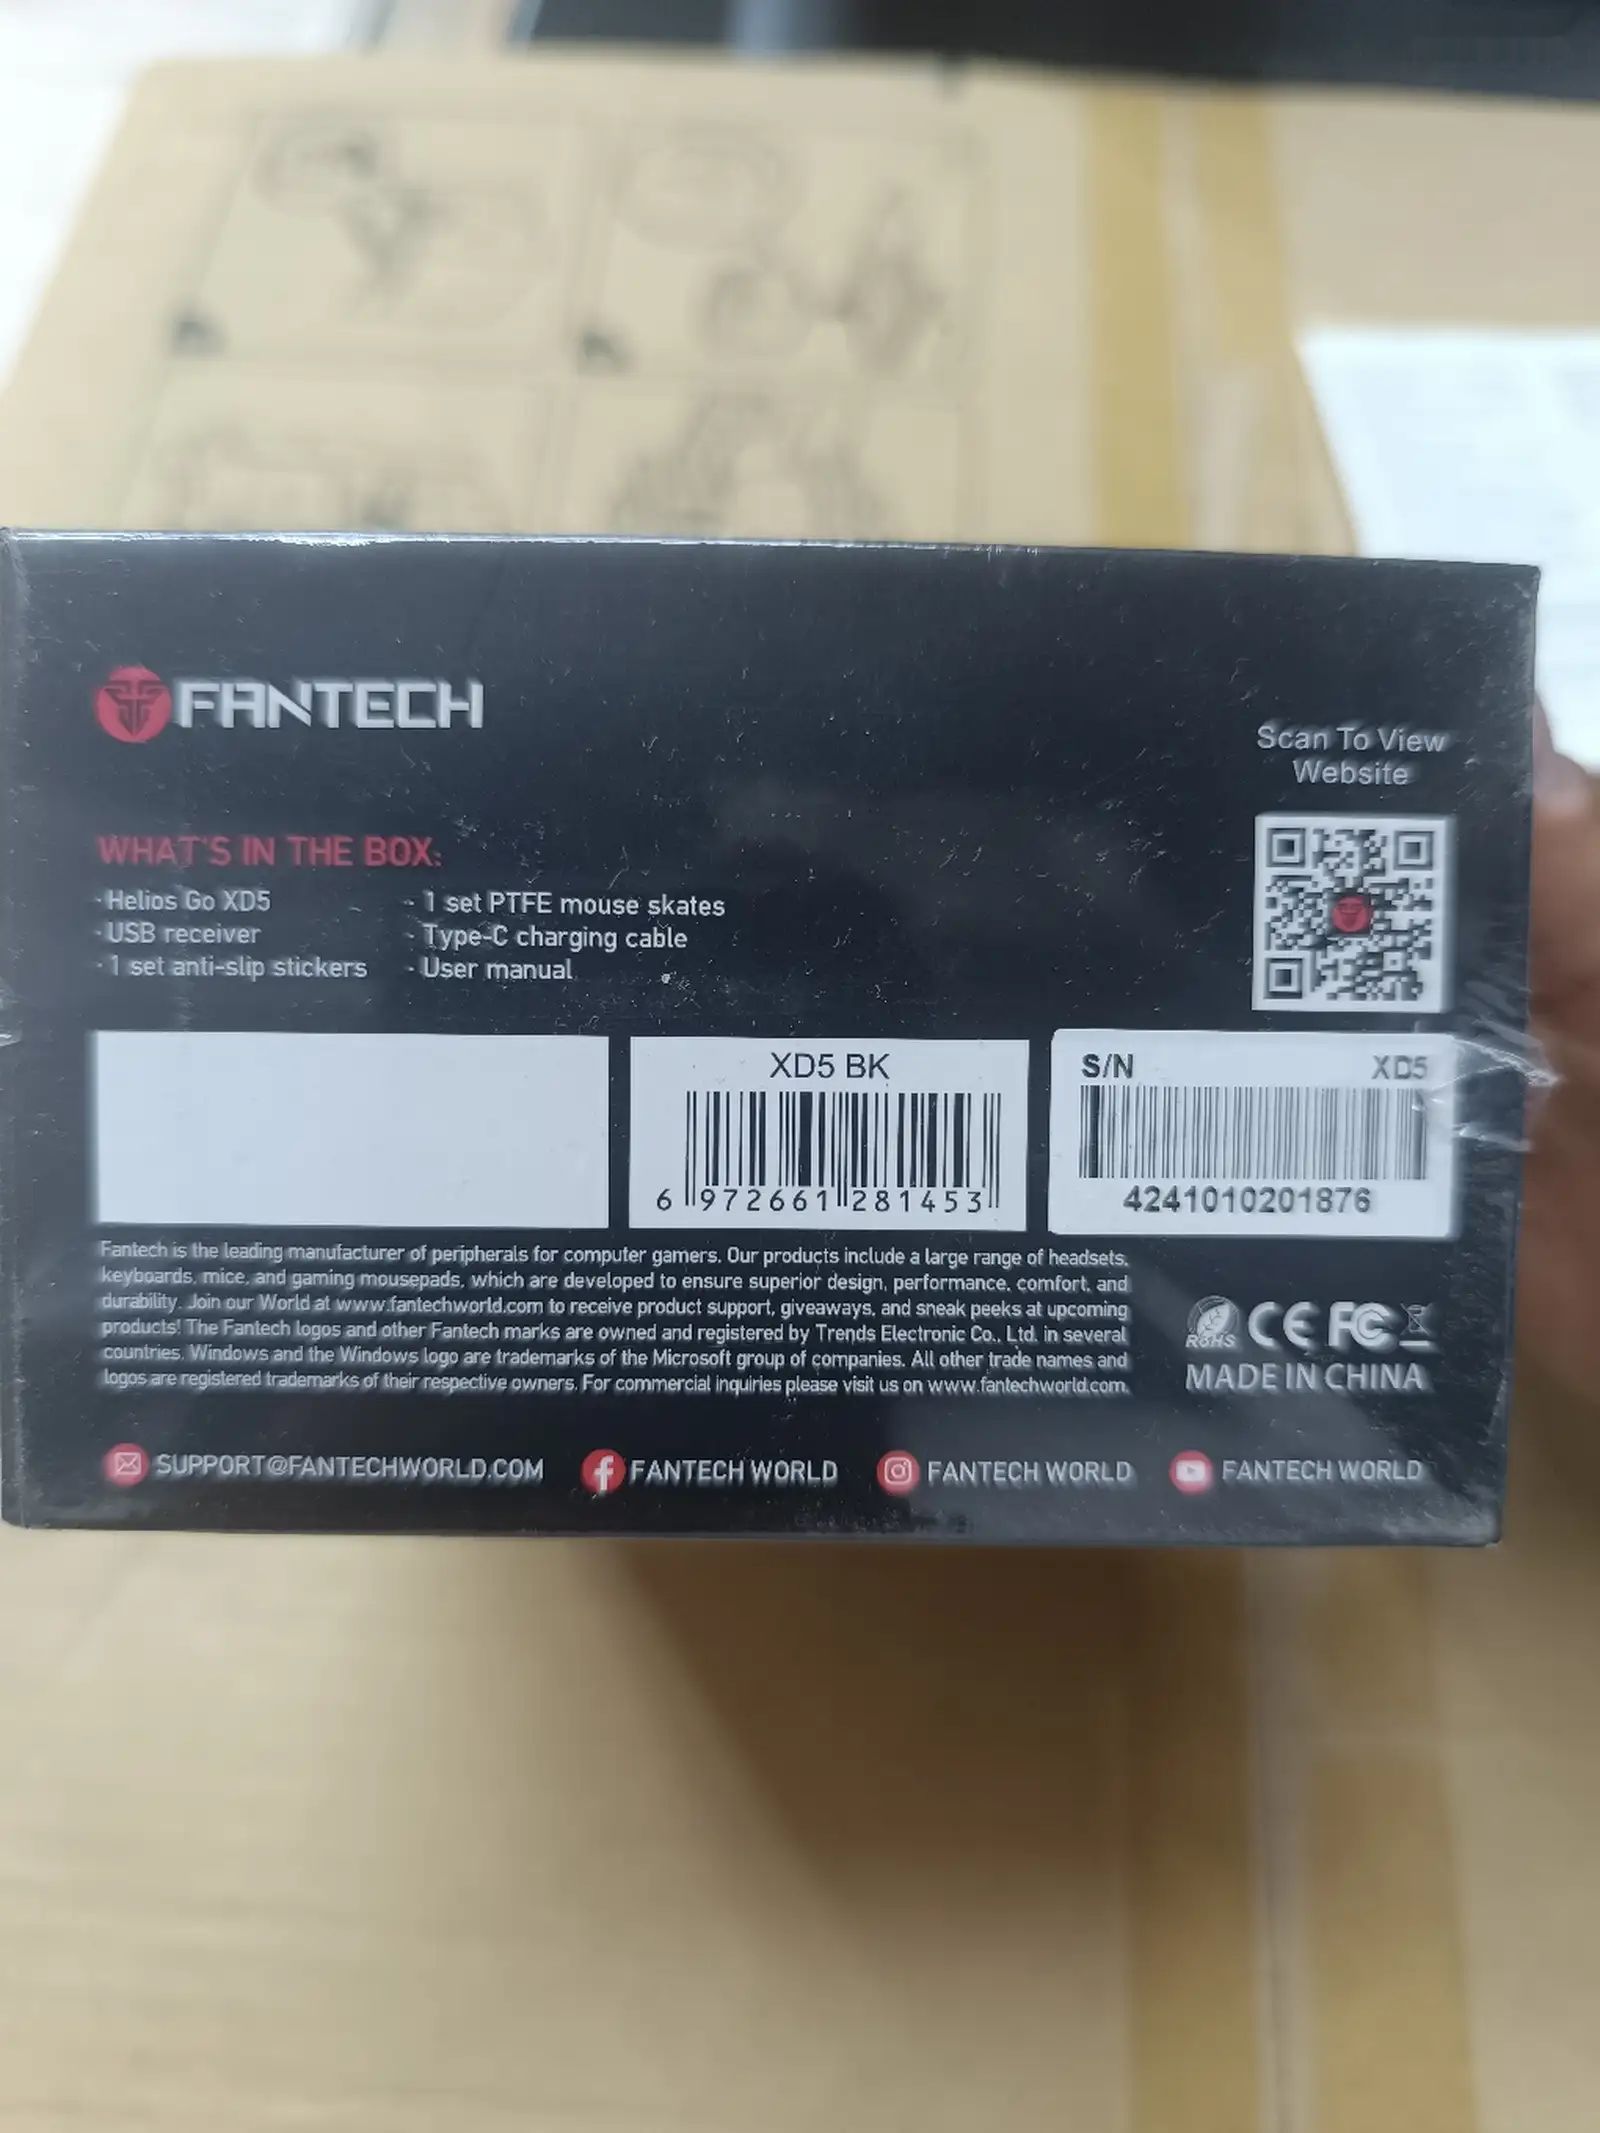 FANTECH
Scan To View
Website
WHAT'S IN THE BOX:
· Helios Go XD5
· USB receiver
· 1 set anti-slip stickers
· 1 set PTFE mouse skates
· Type-C charging cable
· User manual
XD5 BK
6 972661 281453
S/N XD5
4241010201876
Fantech is the leading manufacturer of peripherals for computer gamers. Our products include a large range of headsets,
keyboards, mice, and gaming mousepads, which are developed to ensure superior design, performance, comfort, and
durability. Join our World at www.fantechworld.com to receive product support, giveaways, and sneak peeks at upcoming
products! The Fantech logos and other Fantech marks are owned and registered by Trends Electronic Co., Ltd. in several
countries. Windows and the Windows logo are trademarks of the Microsoft group of companies. All other trade names and
logos are registered trademarks of their respective owners. For commercial inquiries please visit us on www.fantechworld.com.
RoHS CE FC
MADE IN CHINA
SUPPORT@FANTECHWORLD.COM
FANTECH WORLD
FANTECH WORLD
FANTECH WORLD